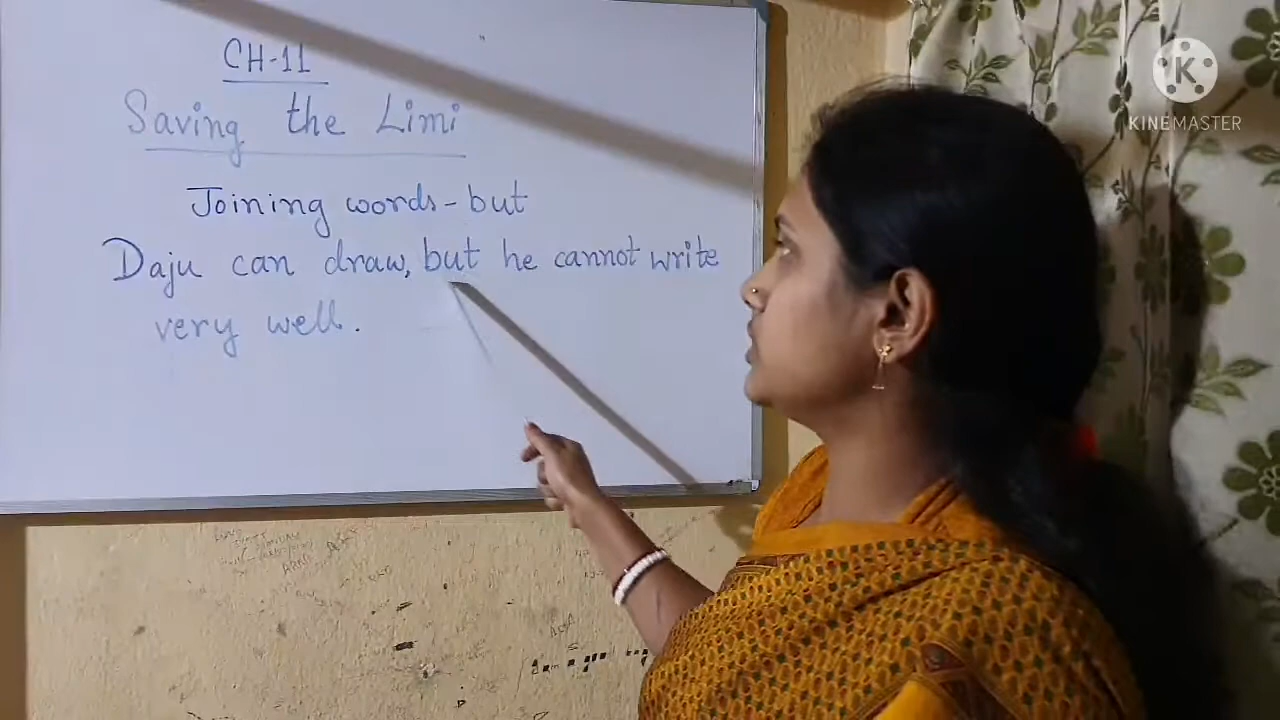 CH-11
Saving the Limi
Joining words - but
Daju can draw, but he cannot write
very well.
K
KINEMASTER